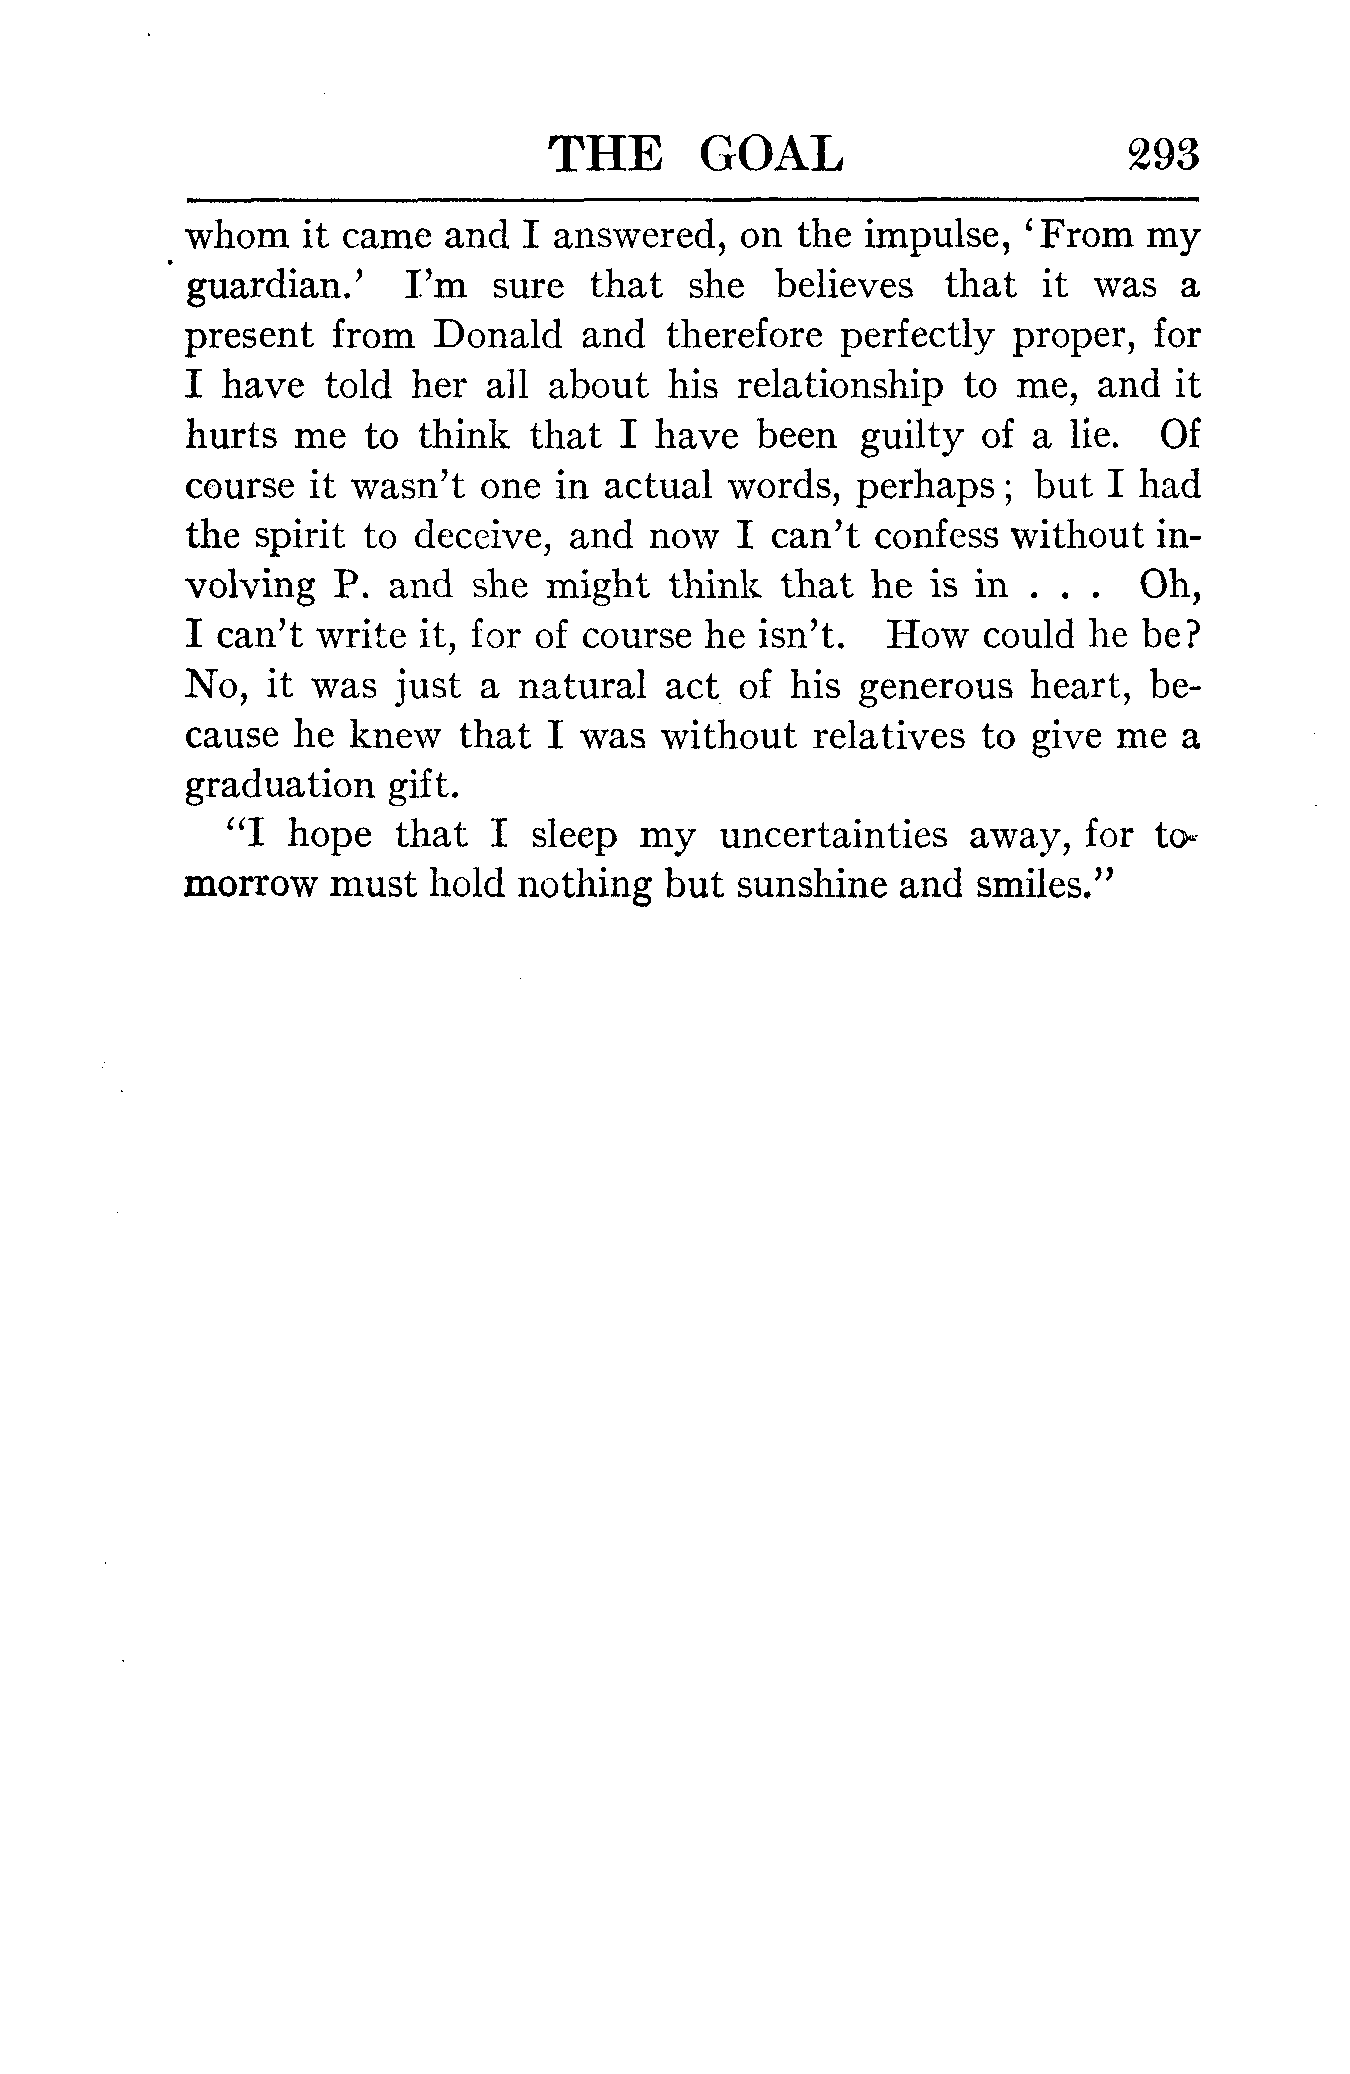 THE GOAL 293
whom it came and I answered, on the impulse, ‘From my
guardian.’ I’m sure that she believes that it was a
present from Donald and therefore perfectly proper, for
I have told her all about his relationship to me, and it
hurts me to think that I have been guilty of a lie. Of
course it wasn’t one in actual words, perhaps; but I had
the spirit to deceive, and now I can’t confess without in-
volving P. and she might think that he is in . . . Oh,
I can’t write it, for of course he isn’t. How could he be?
No, it was just a natural act of his generous heart, be-
cause he knew that I was without relatives to give me a
graduation gift.
“I hope that I sleep my uncertainties away, for to-
morrow must hold nothing but sunshine and smiles.”